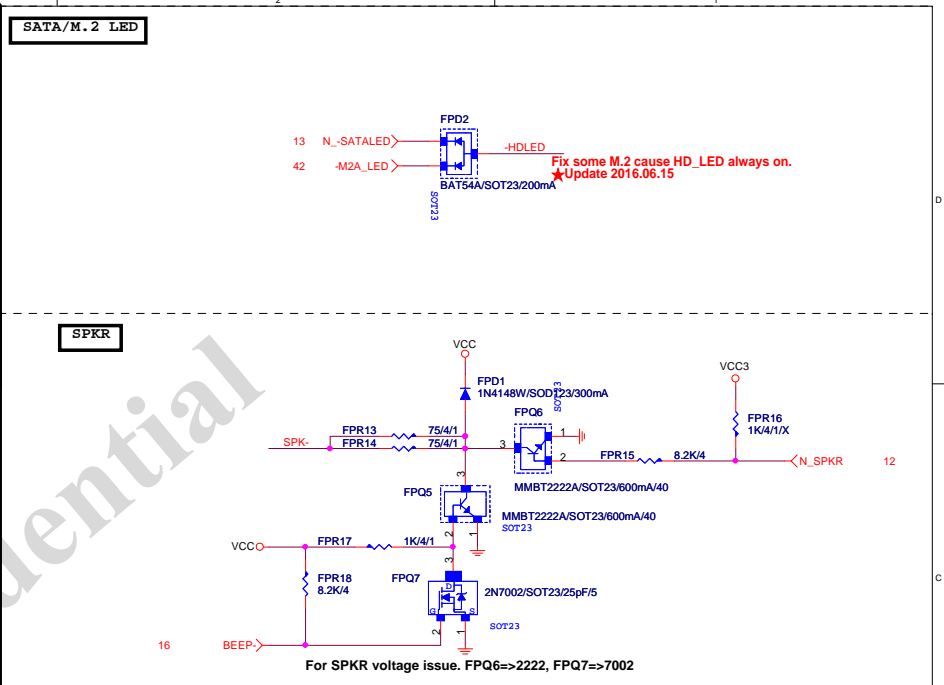 2
SATA/M.2 LED
FPD2
13 N_-SATALED
-HDLED
42 -M2A_LED
Fix some M.2 cause HD_LED always on.
★Update 2016.06.15
BAT54A/SOT23/200mA
SOT23
D
SPKR
VCC
VCC3
FPD1
1N4148W/SOD123/300mA
SOT23
FPQ6
FPR16
1K/4/1/X
FPR13 75/4/1
1
SPK- FPR14 75/4/1
3
2 FPR15 8.2K/4
N_SPKR 12
3
MMBT2222A/SOT23/600mA/40
FPQ5
MMBT2222A/SOT23/600mA/40
SOT23
2 1
VCC FPR17 1K/4/1
3
FPR18
8.2K/4
FPQ7
D
G S
2N7002/SOT23/25pF/5
C
SOT23
2 1
16 BEEP-
For SPKR voltage issue. FPQ6=>2222, FPQ7=>7002
dential